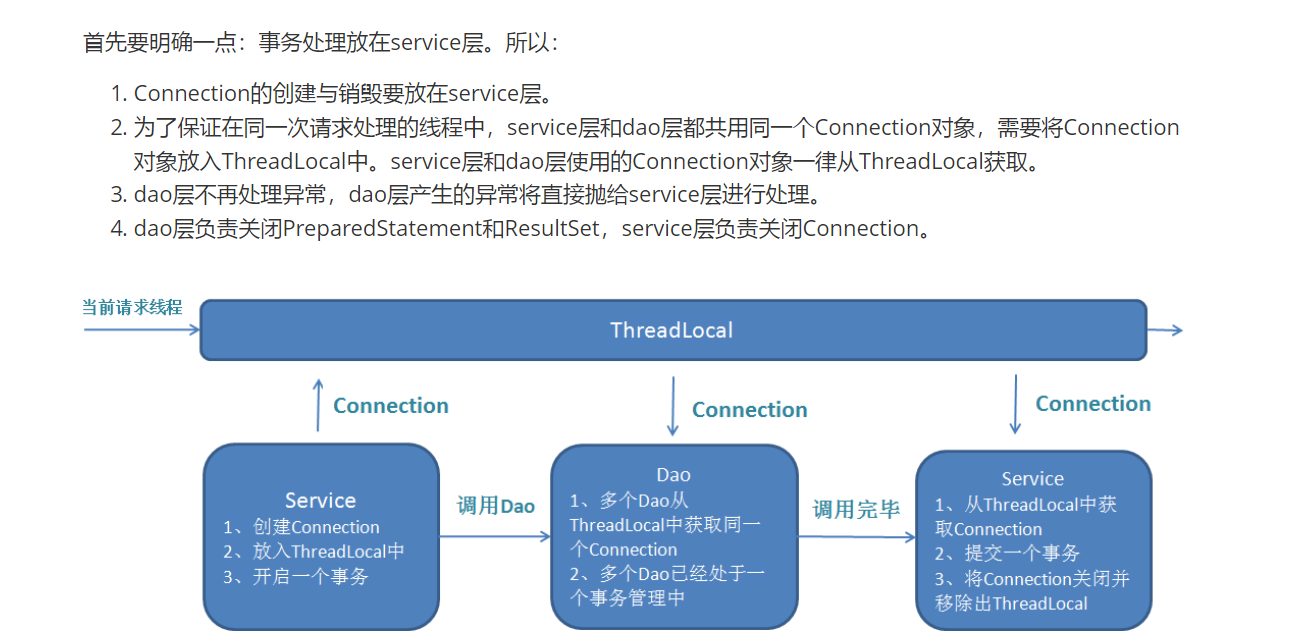 首先要明确一点：事务处理放在service层。所以：
1. Connection的创建与销毁要放在service层。
2. 为了保证在同一次请求处理的线程中，service层和dao层都共用同一个Connection对象，需要将Connection
对象放入ThreadLocal中。service层和dao层使用的Connection对象一律从ThreadLocal获取。
3. dao层不再处理异常，dao层产生的异常将直接抛给service层进行处理。
4. dao层负责关闭PreparedStatement和ResultSet，service层负责关闭Connection。
当前请求线程
ThreadLocal
Connection
Connection
Connection
Service
1、创建Connection
2、放入ThreadLocal中
3、开启一个事务
调用Dao
Dao
1、多个Dao从
ThreadLocal中获取同一
个Connection
2、多个Dao已经处于一
个事务管理中
调用完毕
Service
1、从ThreadLocal中获
取Connection
2、提交一个事务
3、将Connection关闭并
移除出ThreadLocal